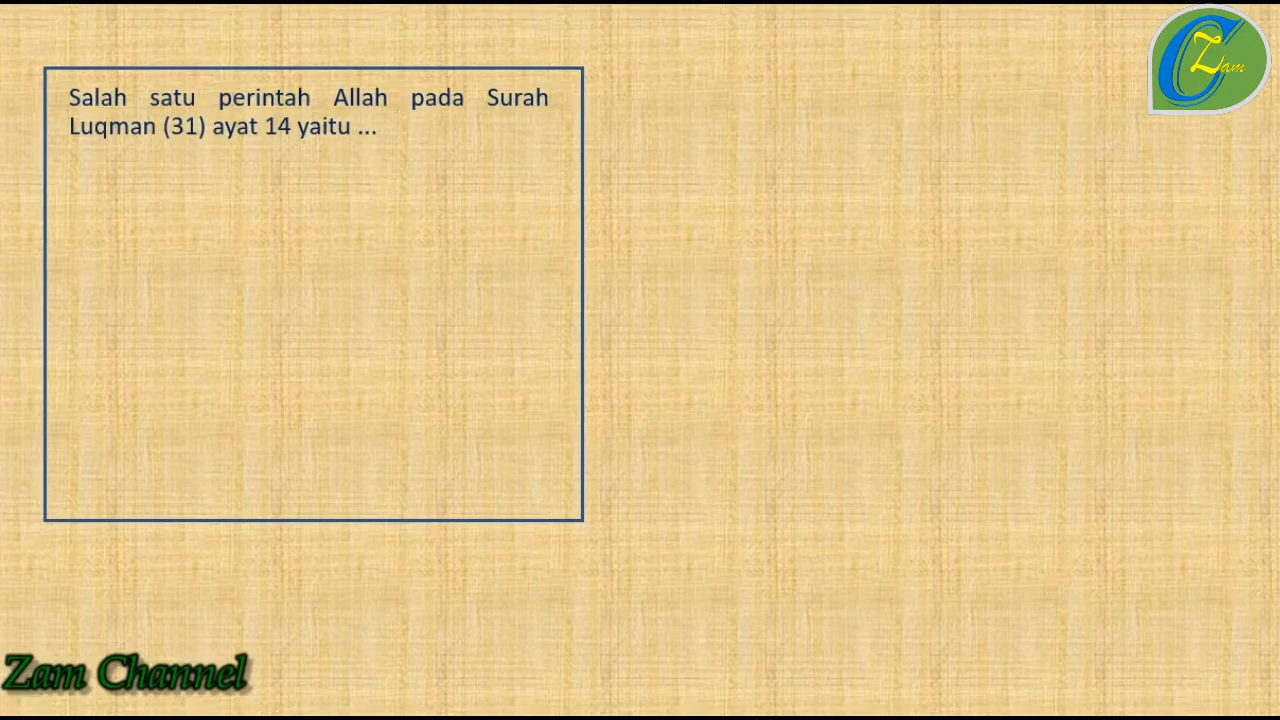 Salah satu perintah Allah pada Surah
Luqman (31) ayat 14 yaitu ...
C Zam
Zam Channel